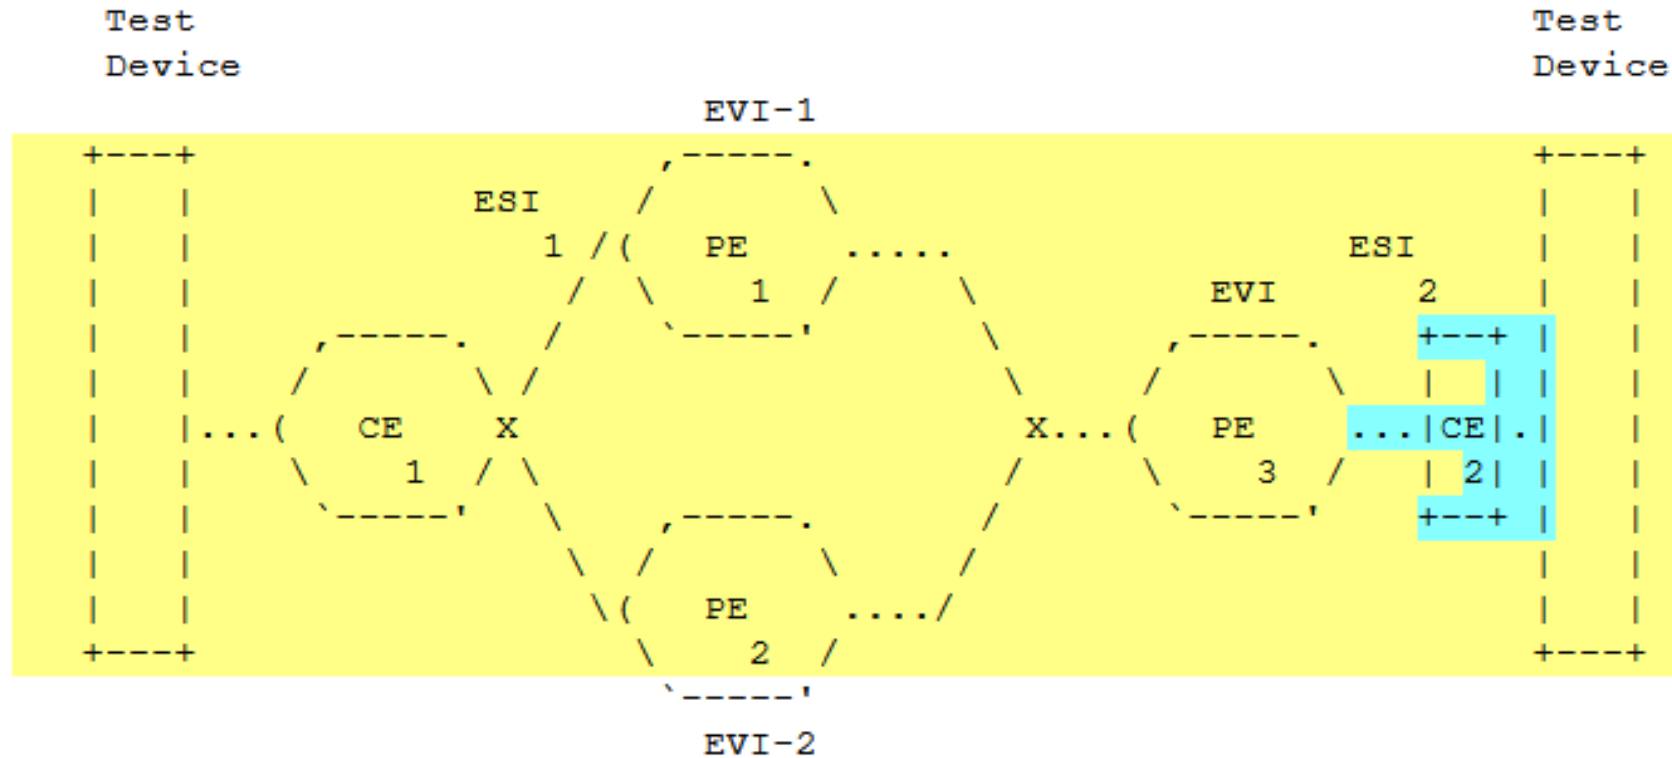 Test                                                        Test
       Device                                                      Device
                                 EVI-1
      +---+                    ,-----.                                +---+
      |   |            ESI    /       \                               |   |
      |   |               1 /(   PE    .....                  ESI     |   |
      |   |                /  \    1  /     \          EVI       2    |   |
      |   |     ,-----.   /    `-----'       \       ,-----.    +--+ |   |
      |   |    /       \ /                    \     /       \   |  | |   |
      |   |...(   CE    X                      X...(   PE    ...|CE|.|   |
      |   |    \    1  / \                    /     \    3  /   | 2| |   |
      |   |     `-----'   \    ,-----.       /       `-----'    +--+ |   |
      |   |                \  /       \     /                         |   |
      |   |                 \(   PE    ..../                          |   |
      +---+                   \    2  /                               +---+
                               `-----'
                                 EVI-2